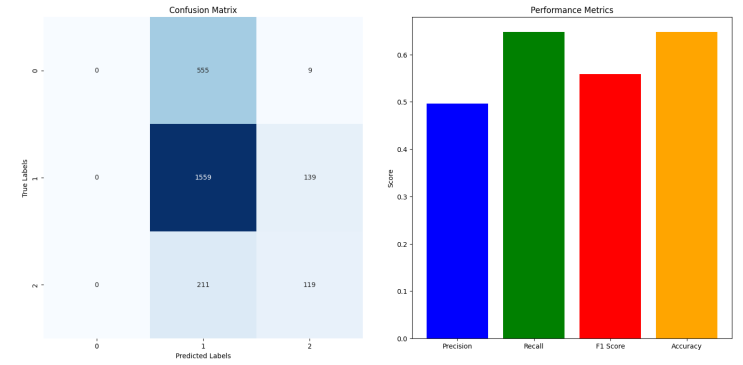 Confusion Matrix
True Labels
0
0
555
9
1
0
1559
139
2
0
211
119
0
1
2
Predicted Labels
Performance Metrics
Score
0.6
0.5
0.4
0.3
0.2
0.1
0.0
Precision
Recall
F1 Score
Accuracy